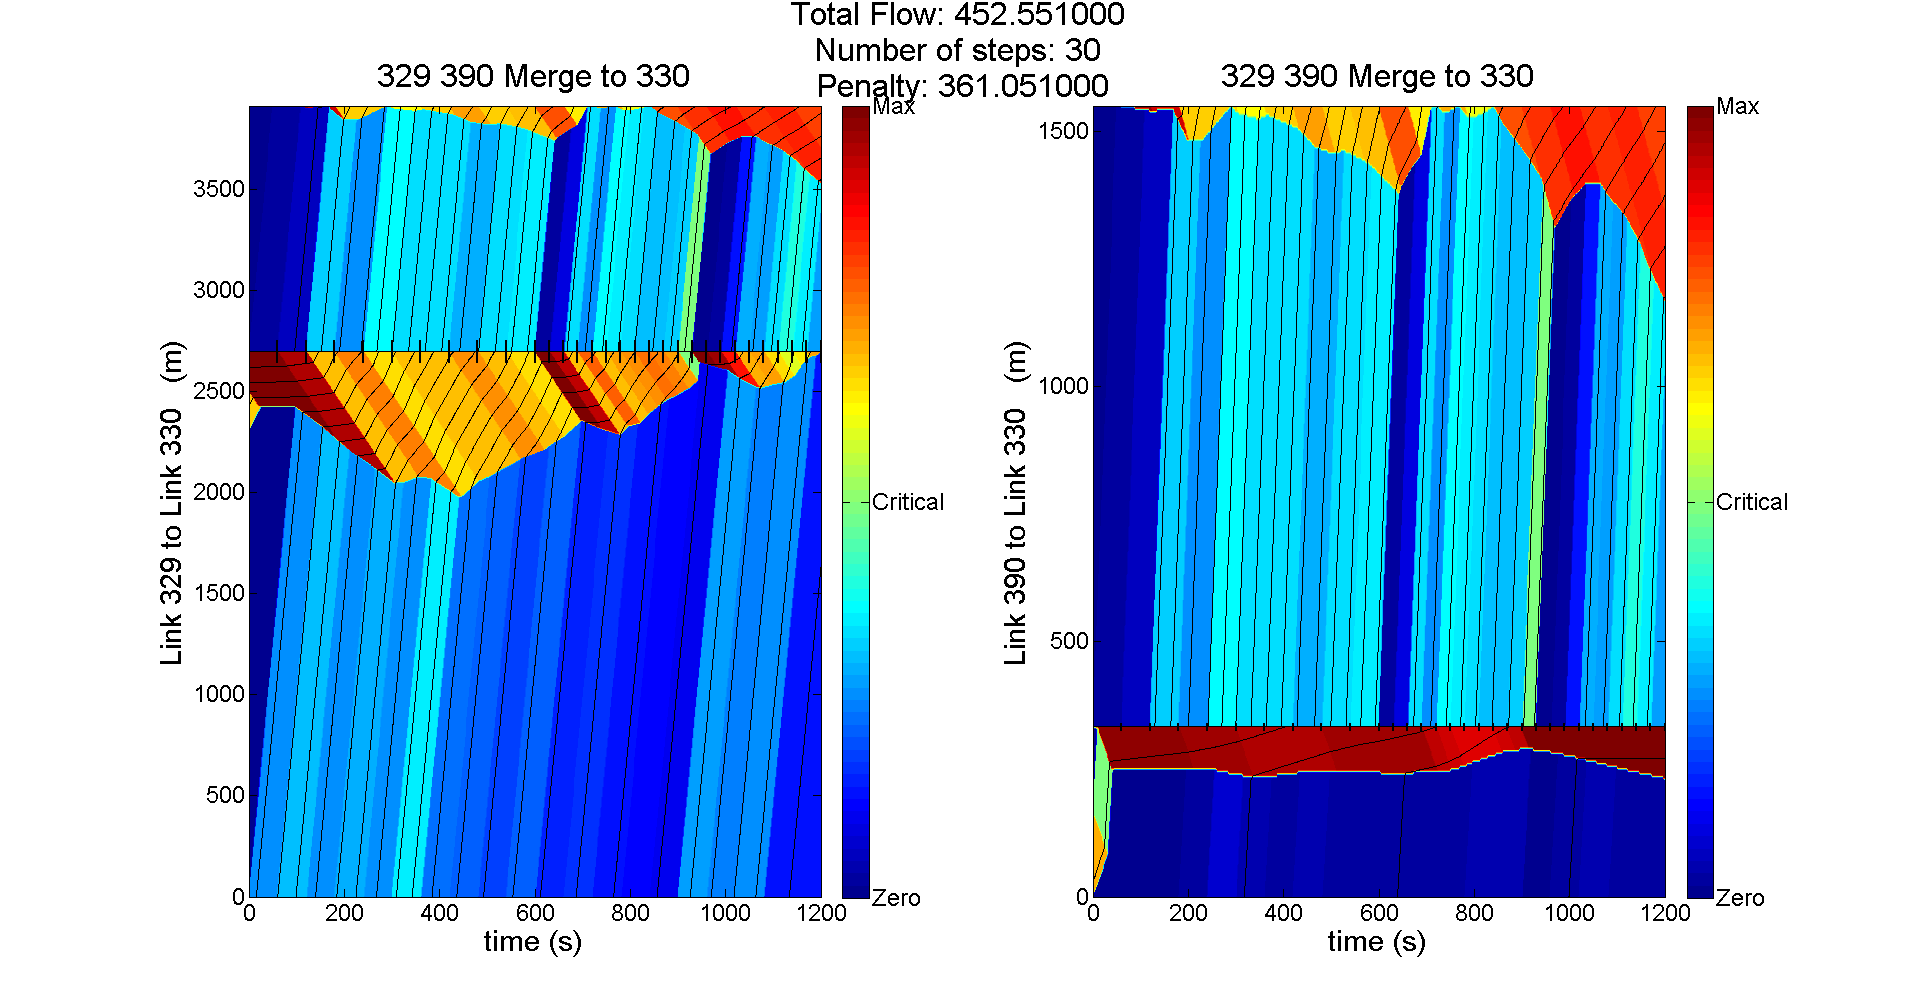 Total Flow: 452.551000
Number of steps: 30
Penalty: 361.051000
329 390 Merge to 330
Link 329 to Link 330 (m)
3500
3000
2500
2000
1500
1000
500
0
0 200 400 600 800 1000 1200
time (s)
Max
Critical
Zero
329 390 Merge to 330
Link 390 to Link 330 (m)
1500
1000
500
0
0 200 400 600 800 1000 1200
time (s)
Max
Critical
Zero